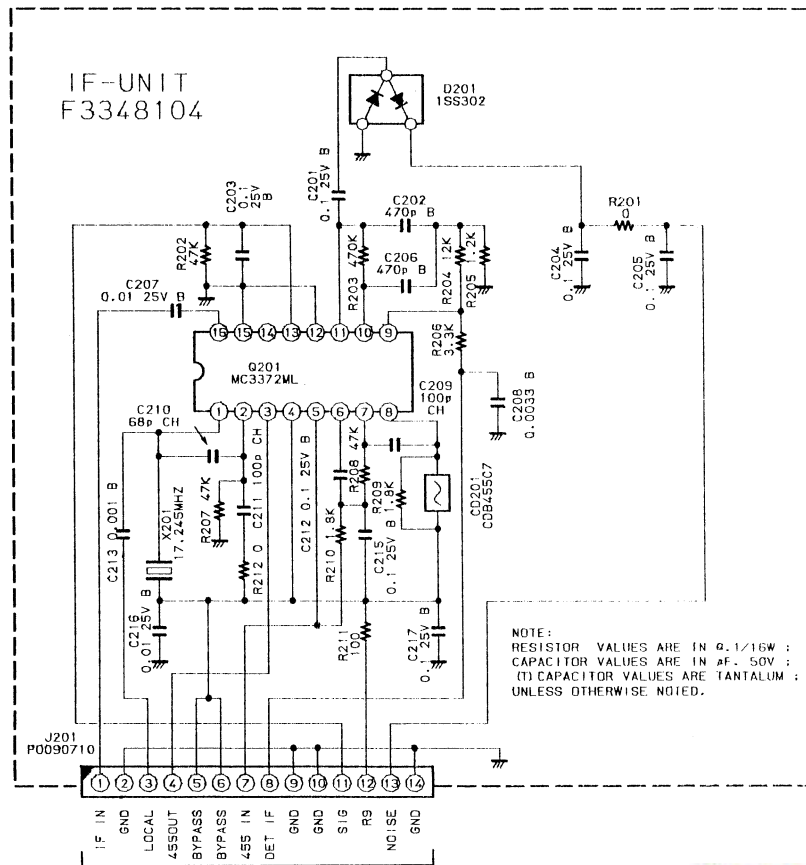 IF-UNIT
F3348104
D201
1SS302
C203
0.1
25V
B
C201
0.1 25V B
C202
470p B
R201
0
R202
47K
R203 470K
C206
470p B
R204 12K
R205 1.2K
C204
0.1 25V B
C205
0.1 25V B
C207
0.01 25V B
16 15 14 13 12 11 10 9
R206
3.3K
Q201
MC3372ML
C209
100p
CH
C208
0.0033 B
C210
68p CH
1 2 3 4 5 6 7 8
C213 0.001 B
X201
17.245MHZ
R207 47K
C211 100p CH
R212 0
C212 0.1 25V B
R210 1.8K
R208 47K
R209
1.8K
C215
0.1 25V B
CD201
CDB455C7
C216
0.01 25V B
R211
100
C217
0.1 25V B
NOTE:
RESISTOR VALUES ARE IN Ω.1/16W ;
CAPACITOR VALUES ARE IN µF. 50V ;
(T) CAPACITOR VALUES ARE TANTALUM ;
UNLESS OTHERWISE NOTED.
J201
P0090710
1 2 3 4 5 6 7 8 9 10 11 12 13 14
IF IN
GND
LOCAL
455OUT
BYPASS
BYPASS
455 IN
DET IF
GND
GND
SIG
R9
NOISE
GND